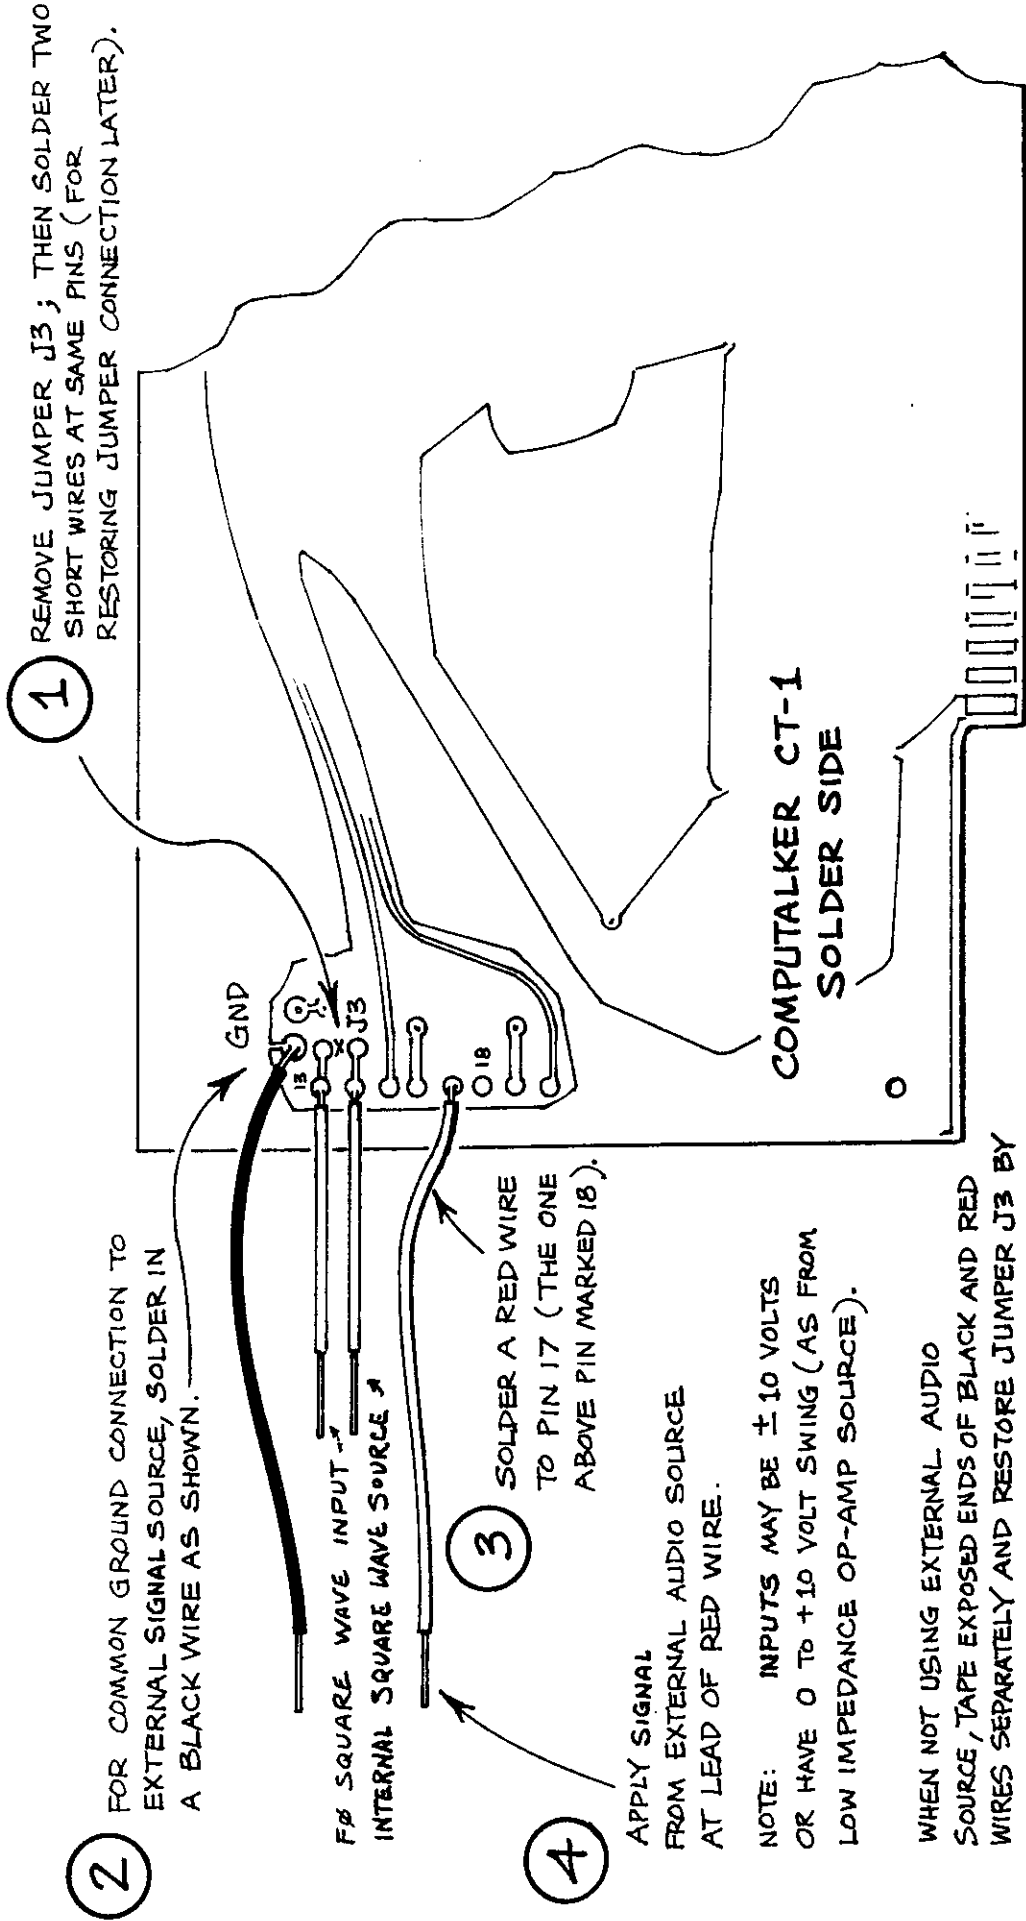 1
REMOVE JUMPER J3; THEN SOLDER TWO
SHORT WIRES AT SAME PINS (FOR
RESTORING JUMPER CONNECTION LATER).
2
FOR COMMON GROUND CONNECTION TO
EXTERNAL SIGNAL SOURCE, SOLDER IN
A BLACK WIRE AS SHOWN.
GND
13
J3
18
FØ SQUARE WAVE INPUT
INTERNAL SQUARE WAVE SOURCE
3
SOLDER A RED WIRE
TO PIN 17 (THE ONE
ABOVE PIN MARKED 18).
4
APPLY SIGNAL
FROM EXTERNAL AUDIO SOURCE
AT LEAD OF RED WIRE.
COMPUTALKER CT-1
SOLDER SIDE
NOTE: INPUTS MAY BE ± 10 VOLTS
OR HAVE 0 TO +10 VOLT SWING (AS FROM
LOW IMPEDANCE OP-AMP SOURCE).
WHEN NOT USING EXTERNAL AUDIO
SOURCE, TAPE EXPOSED ENDS OF BLACK AND RED
WIRES SEPARATELY AND RESTORE JUMPER J3 BY